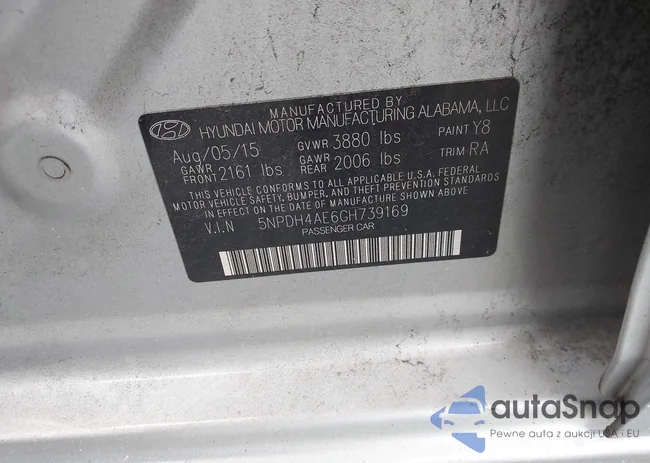 MANUFACTURED BY
HYUNDAI MOTOR MANUFACTURING ALABAMA, LLC
Aug/05/15 GVWR 3880 lbs PAINT Y8
GAWR FRONT 2161 lbs GAWR REAR 2006 lbs TRIM RA
THIS VEHICLE CONFORMS TO ALL APPLICABLE U.S.A. FEDERAL
MOTOR VEHICLE SAFETY, BUMPER, AND THEFT PREVENTION STANDARDS
IN EFFECT ON THE DATE OF MANUFACTURE SHOWN ABOVE.
V.I.N 5NPDH4AE6GH739169
PASSENGER CAR
autaSnap
Pewne auta z aukcji USA i EU